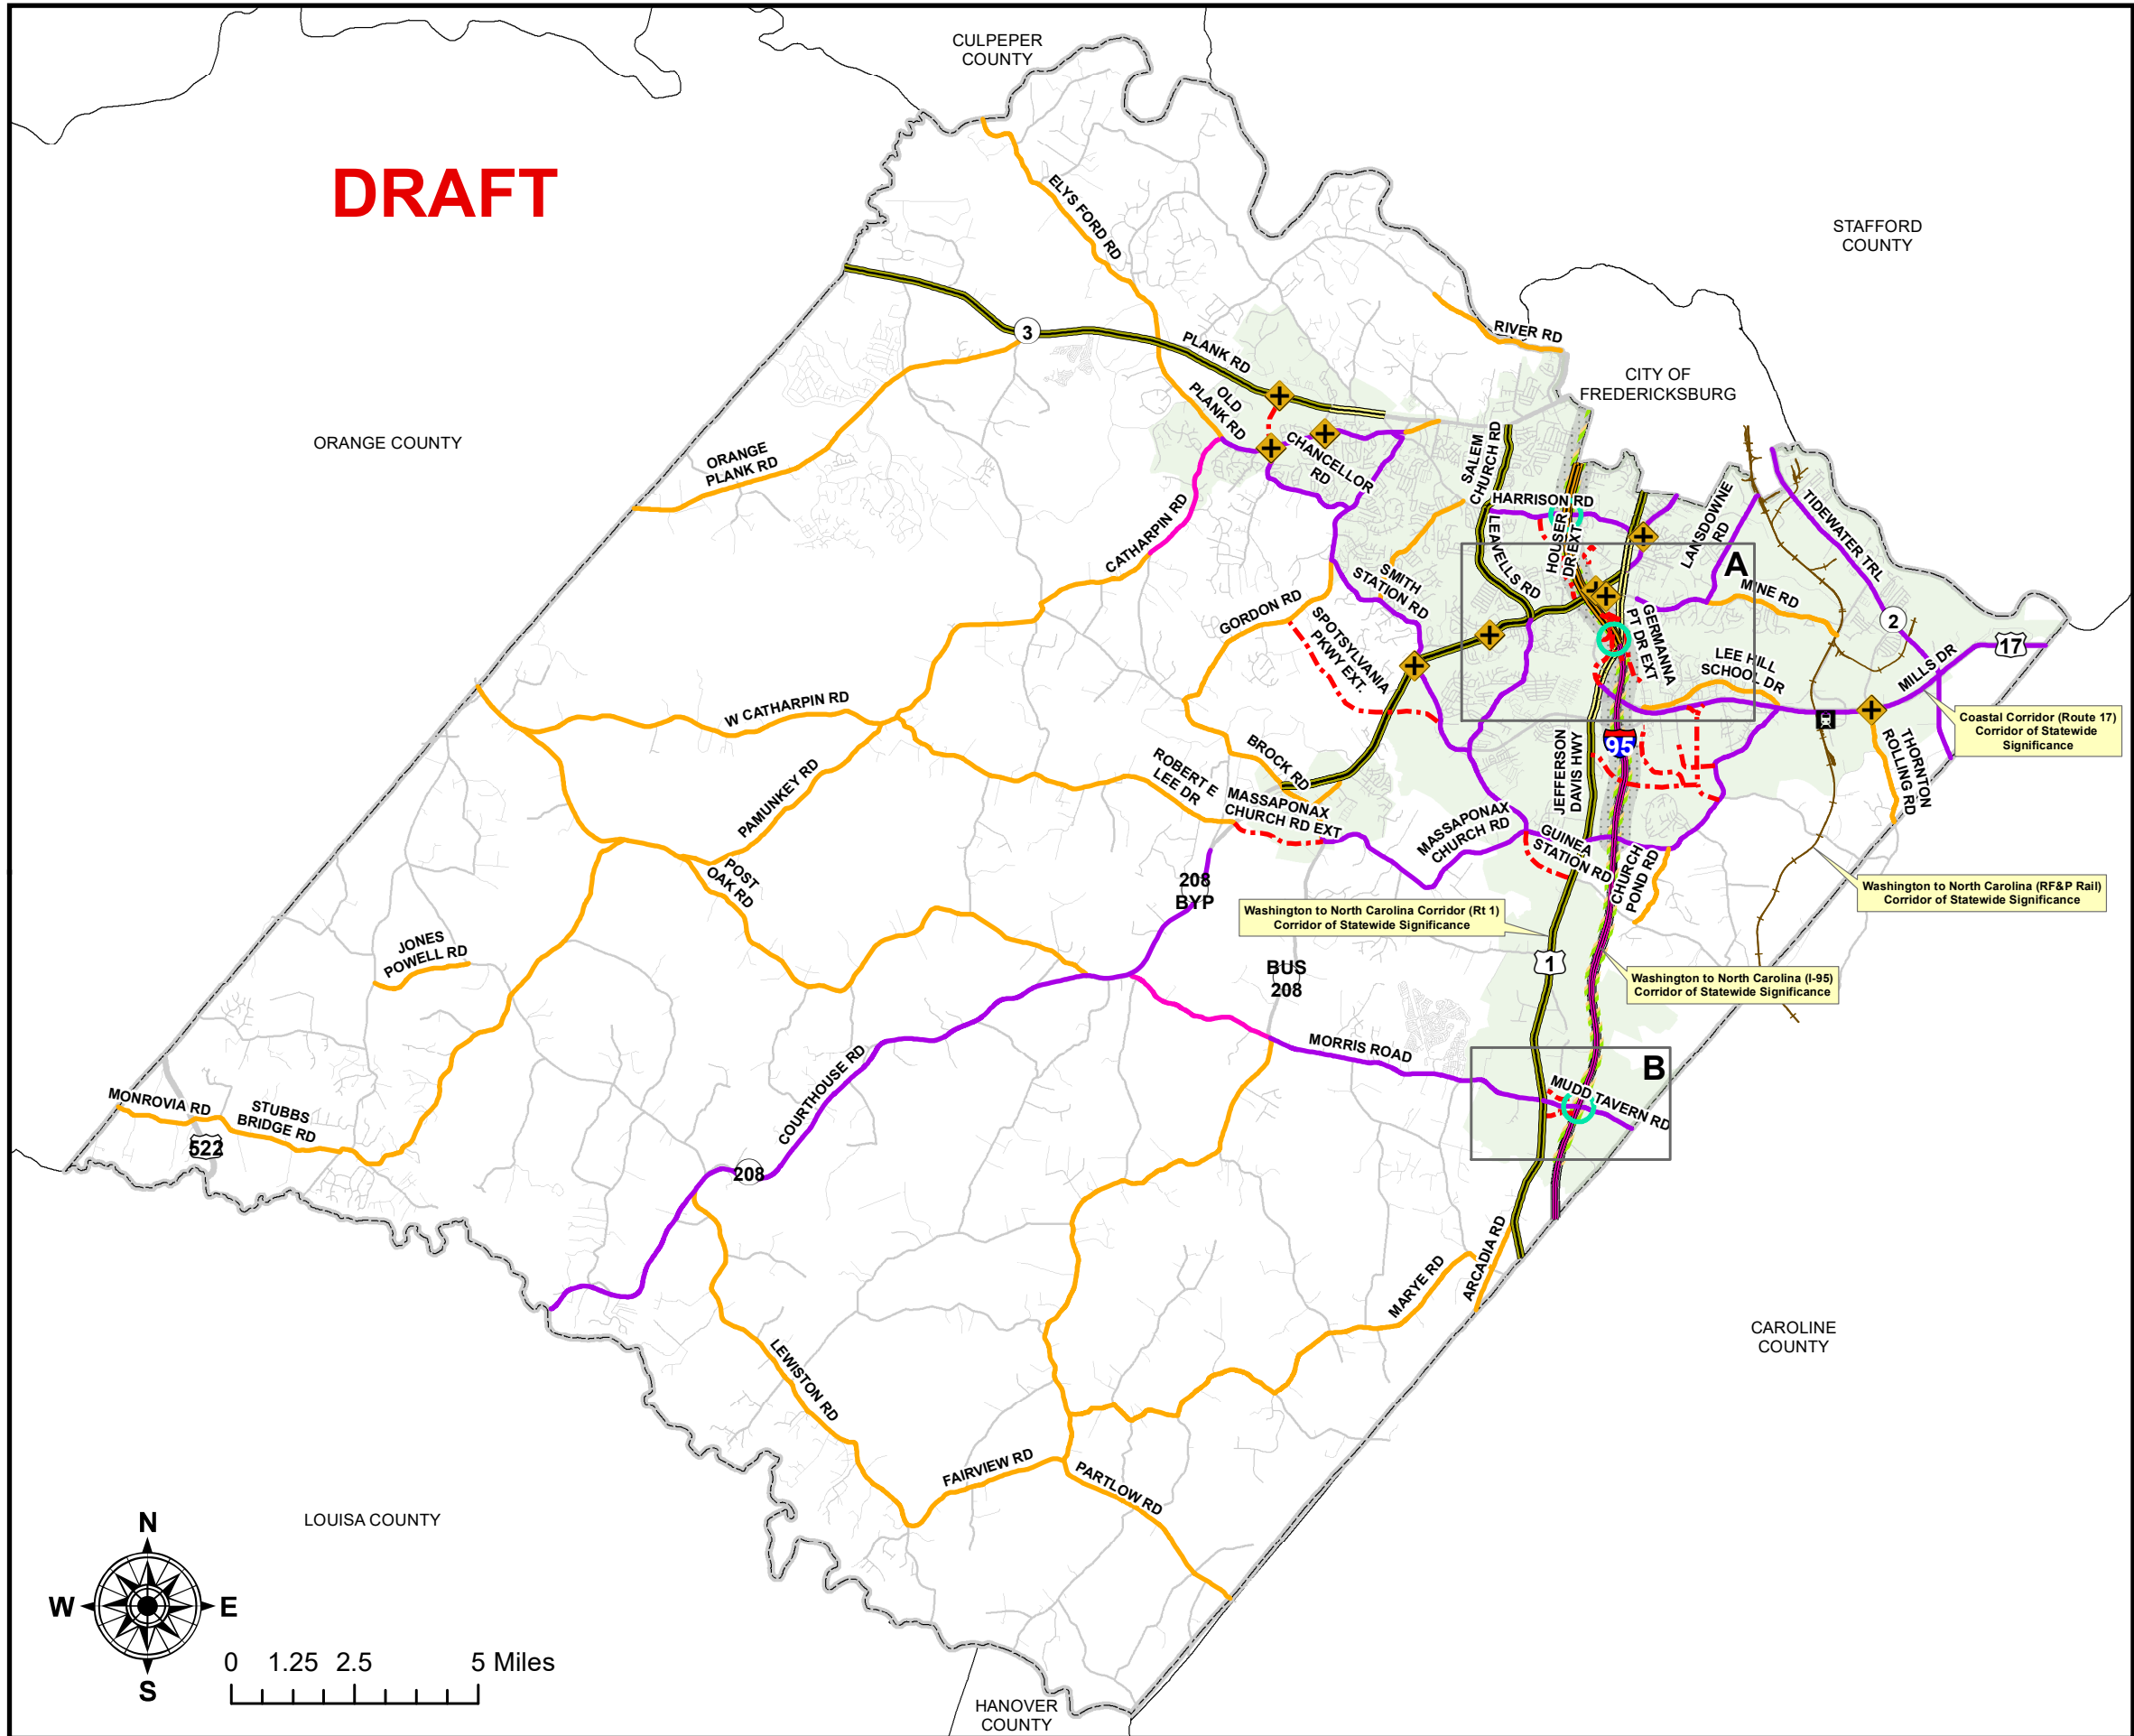 CULPEPER
COUNTY
DRAFT
STAFFORD
COUNTY
ELYS FORD RD
3
PLANK RD
RIVER RD
CITY OF
FREDERICKSBURG
OLD
PLANK RD
ORANGE COUNTY
ORANGE
PLANK RD
CHANCELLOR
RD
SALEM
CHURCH RD
HARRISON RD
LANSDOWNE
RD
TIDEWATER TRL
CATHARPIN RD
LEAVELLS RD
HOUSER
DR EXT
A
SMITH
STATION RD
MINE RD
GORDON RD
2
SPOTSYLVANIA
PKWY EXT.
GERMANNA
PT DR EXT
LEE HILL
SCHOOL DR
MILLS DR
17
W CATHARPIN RD
Coastal Corridor (Route 17)
Corridor of Statewide
Significance
95
JEFFERSON
DAVIS HWY
BROCK RD
THORNTON
ROLLING RD
ROBERT E
LEE DR
PAMUNKEY RD
MASSAPONAX
CHURCH RD EXT
MASSAPONAX
CHURCH RD
GUINEA
STATION RD
CHURCH
POND RD
POST
OAK RD
208
BYP
Washington to North Carolina (RF&P Rail)
Corridor of Statewide Significance
Washington to North Carolina Corridor (Rt 1)
Corridor of Statewide Significance
JONES
POWELL RD
BUS
208
1
Washington to North Carolina (I-95)
Corridor of Statewide Significance
MORRIS ROAD
COURTHOUSE RD
B
MUDD TAVERN RD
MONROVIA RD
STUBBS
BRIDGE RD
522
208
ARCADIA RD
MARYE RD
CAROLINE
COUNTY
LEWISTON RD
FAIRVIEW RD
PARTLOW RD
LOUISA COUNTY
N
W
E
S
0 1.25 2.5 5 Miles
HANOVER
COUNTY